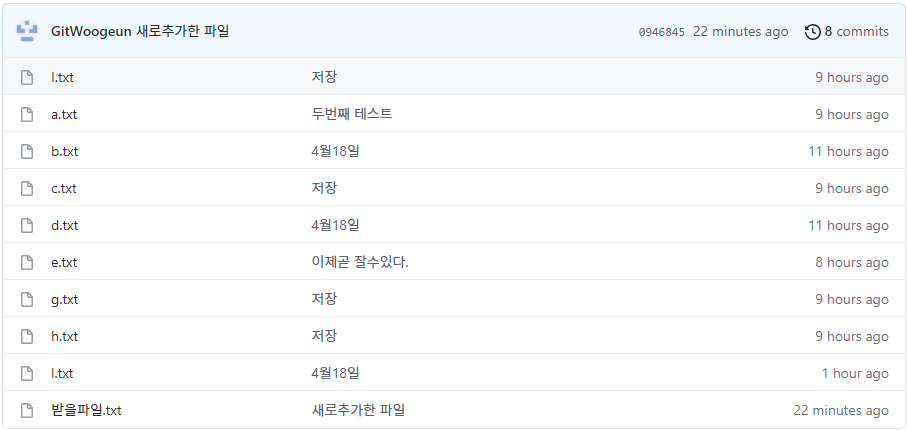 GitWoogeun 새로추가한 파일 0946845 22 minutes ago 8 commits
I.txt 저장 9 hours ago
a.txt 두번째 테스트 9 hours ago
b.txt 4월18일 11 hours ago
c.txt 저장 9 hours ago
d.txt 4월18일 11 hours ago
e.txt 이제곧 잘수있다. 8 hours ago
g.txt 저장 9 hours ago
h.txt 저장 9 hours ago
l.txt 4월18일 1 hour ago
받을파일.txt 새로추가한 파일 22 minutes ago